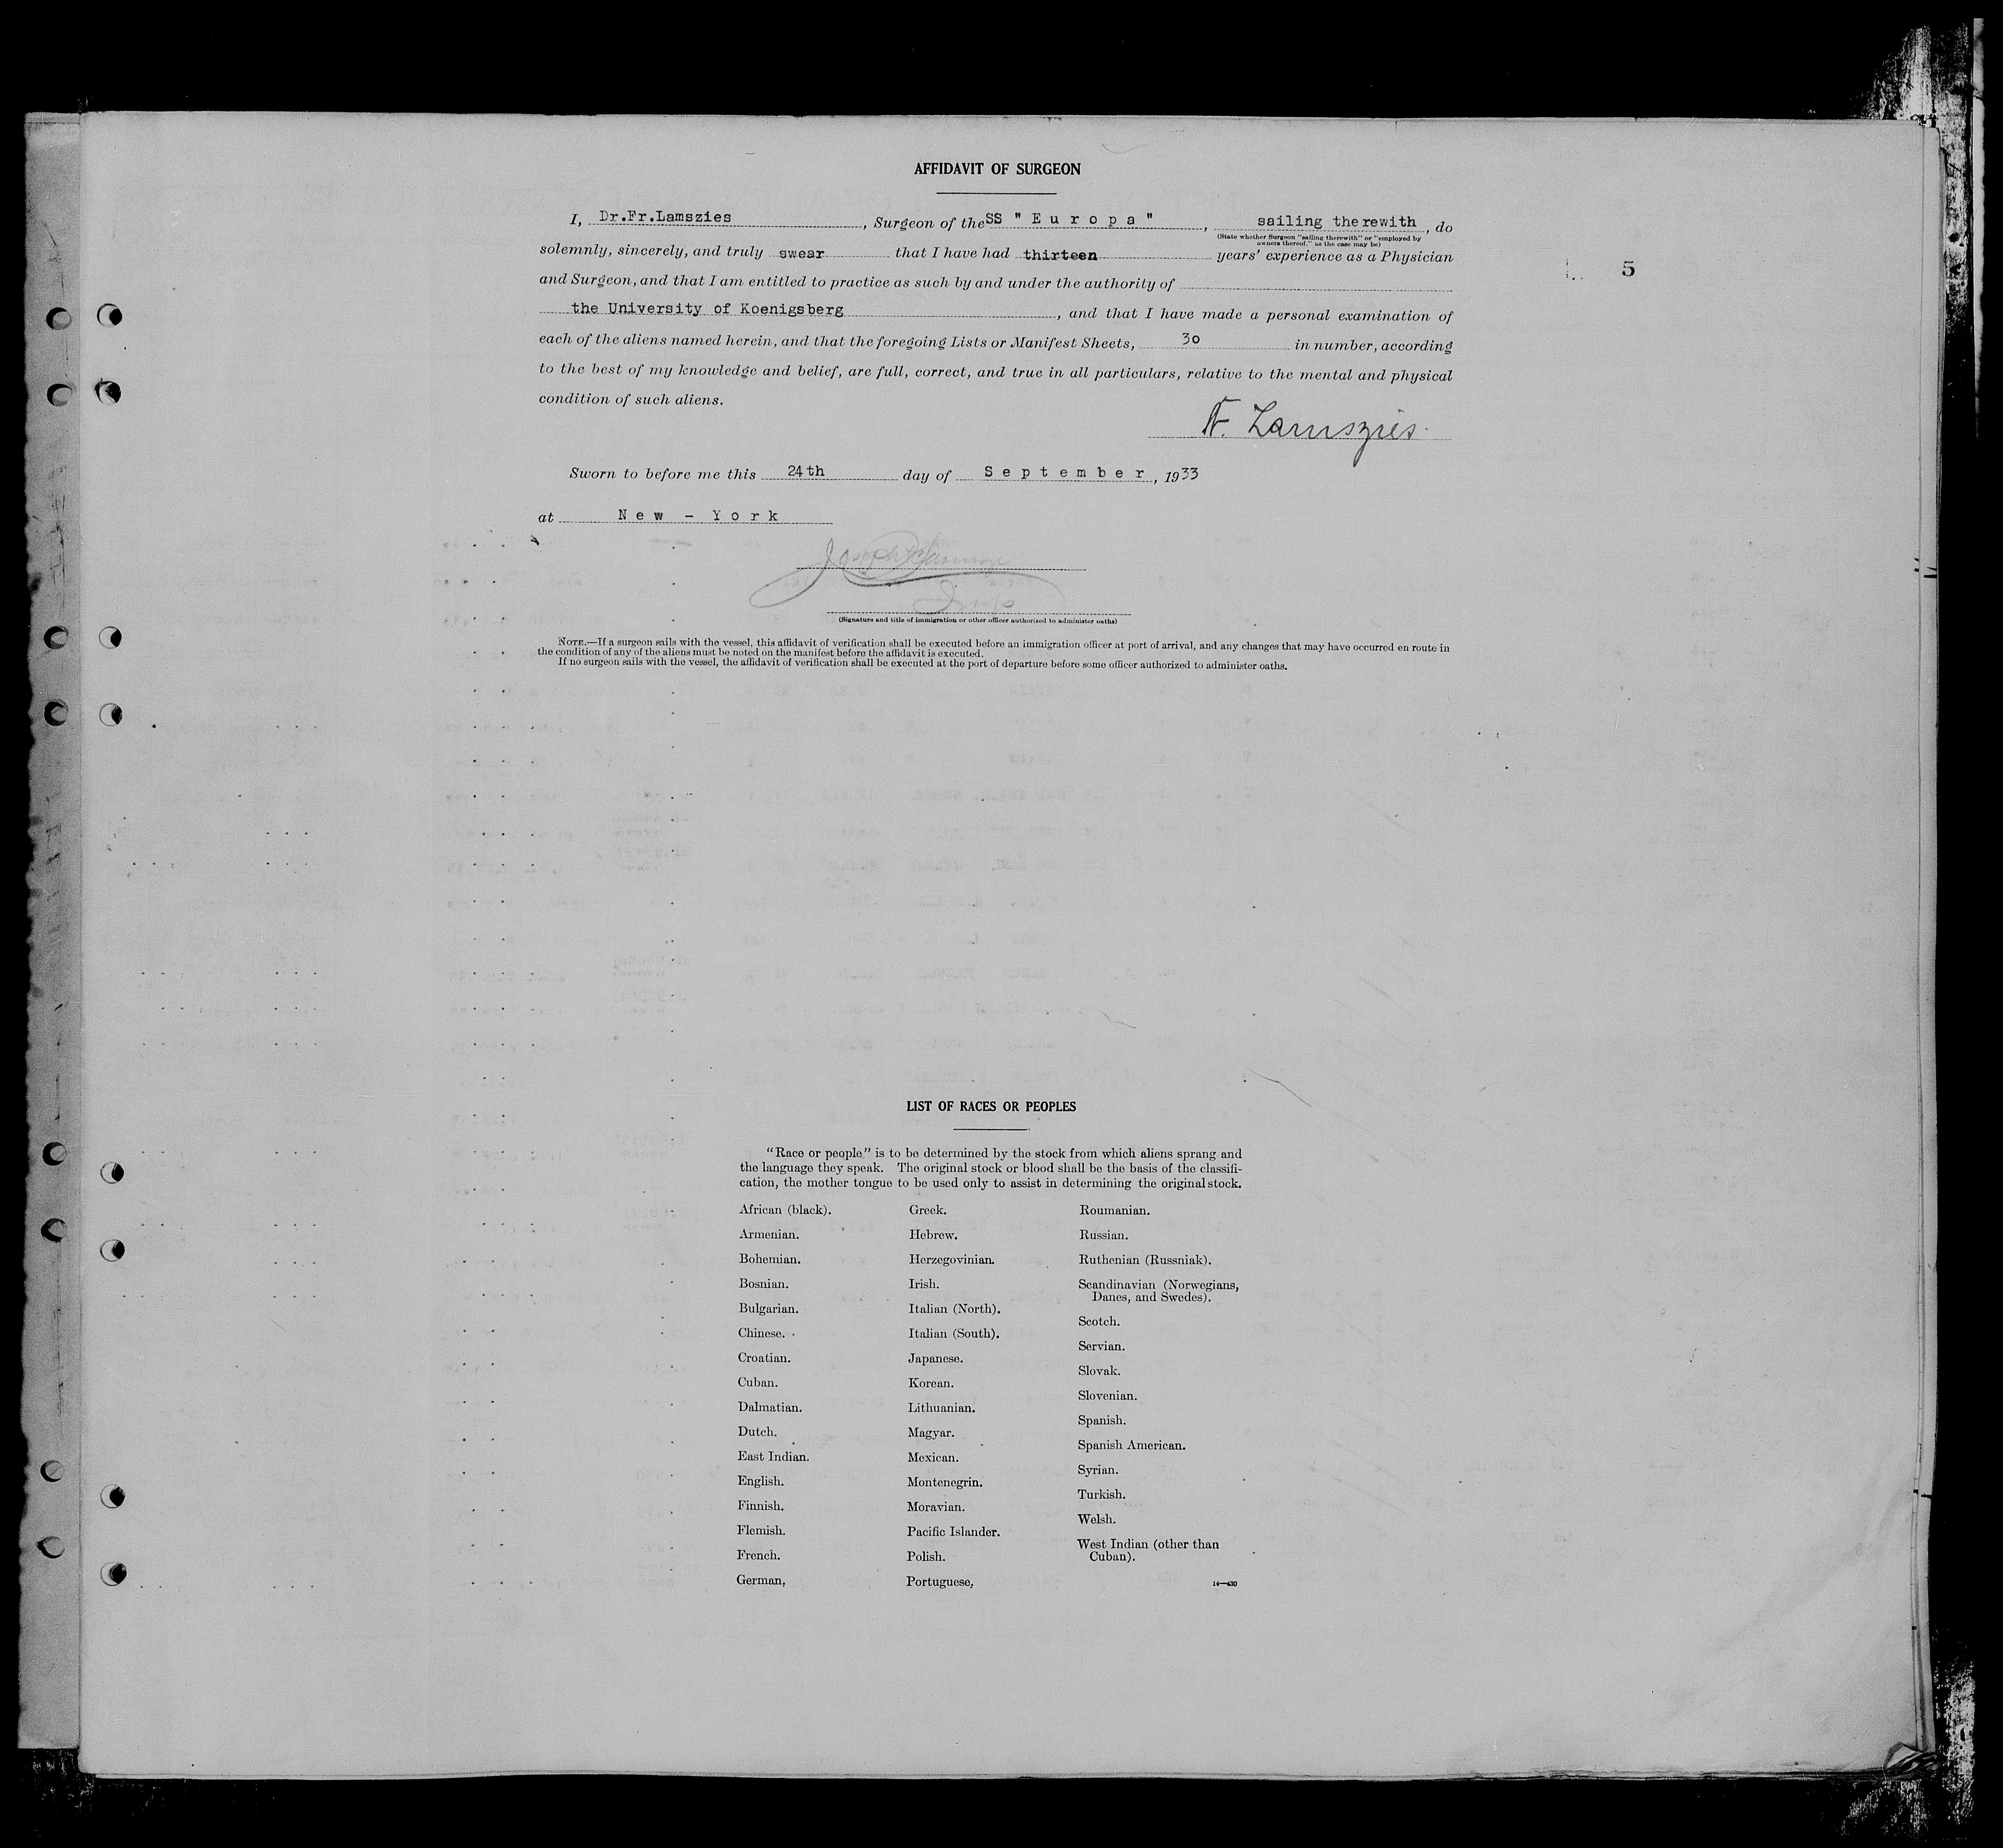 AFFIDAVIT OF SURGEON
I, Dr.Fr.Lamszies, Surgeon of the SS " E u r o p a ", sailing therewith, do
(State whether Surgeon "sailing therewith" or "employed by
owners thereof," as the case may be)
solemnly, sincerely, and truly swear that I have had thirteen years' experience as a Physician
5
and Surgeon, and that I am entitled to practice as such by and under the authority of
the University of Koenigsberg, and that I have made a personal examination of
each of the aliens named herein, and that the foregoing Lists or Manifest Sheets, 30 in number, according
to the best of my knowledge and belief, are full, correct, and true in all particulars, relative to the mental and physical
condition of such aliens.
F. Lamszies.
Sworn to before me this 24th day of S e p t e m b e r, 1933
at N e w - Y o r k
(Signature and title of immigration or other officer authorized to administer oaths)
NOTE.—If a surgeon sails with the vessel, this affidavit of verification shall be executed before an immigration officer at port of arrival, and any changes that may have occurred en route in
the condition of any of the aliens must be noted on the manifest before the affidavit is executed.
If no surgeon sails with the vessel, the affidavit of verification shall be executed at the port of departure before some officer authorized to administer oaths.
LIST OF RACES OR PEOPLES
"Race or people" is to be determined by the stock from which aliens sprang and
the language they speak. The original stock or blood shall be the basis of the classifi-
cation, the mother tongue to be used only to assist in determining the original stock.
African (black).
Armenian.
Bohemian.
Bosnian.
Bulgarian.
Chinese.
Croatian.
Cuban.
Dalmatian.
Dutch.
East Indian.
English.
Finnish.
Flemish.
French.
German,
Greek.
Hebrew.
Herzegovinian.
Irish.
Italian (North).
Italian (South).
Japanese.
Korean.
Lithuanian.
Magyar.
Mexican.
Montenegrin.
Moravian.
Pacific Islander.
Polish.
Portuguese,
Roumanian.
Russian.
Ruthenian (Russniak).
Scandinavian (Norwegians,
Danes, and Swedes).
Scotch.
Servian.
Slovak.
Slovenian.
Spanish.
Spanish American.
Syrian.
Turkish.
Welsh.
West Indian (other than
Cuban).
14—430